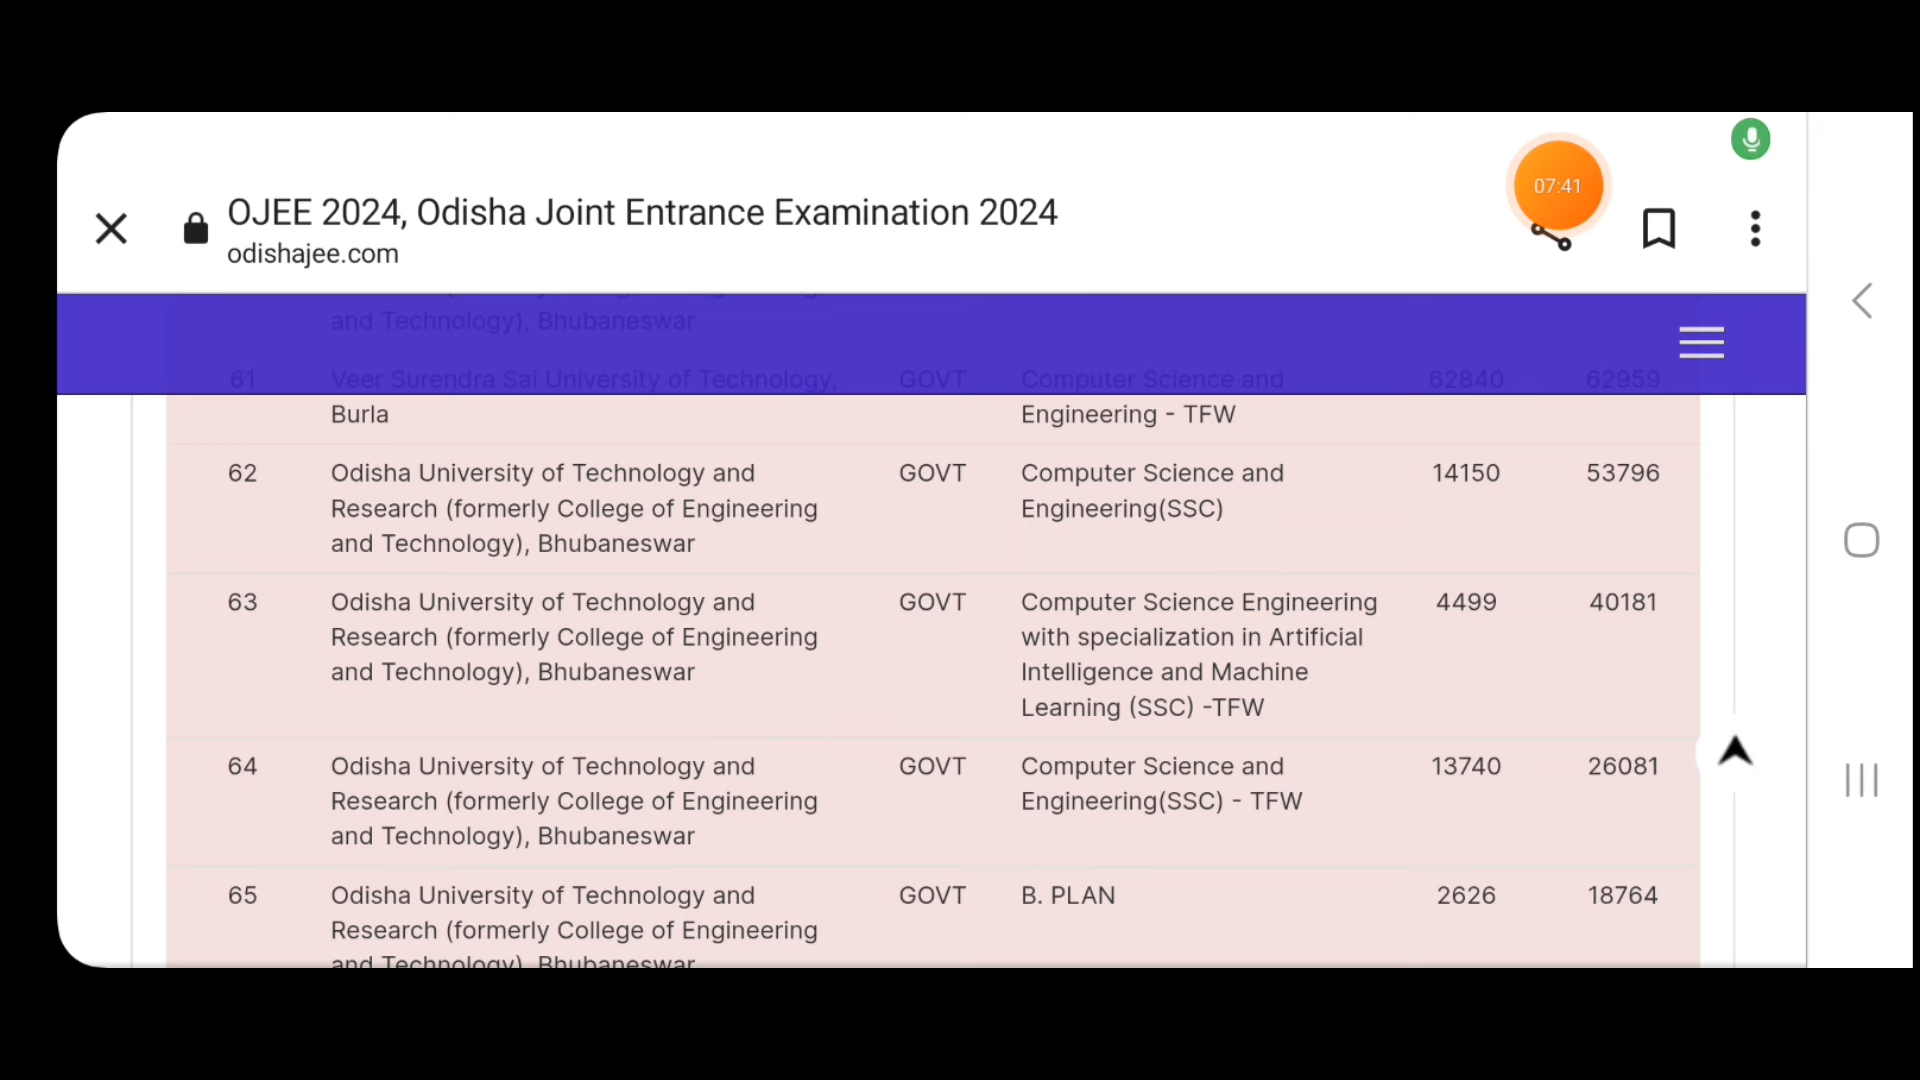 07:41
OJEE 2024, Odisha Joint Entrance Examination 2024
odishajee.com
and Technology), Bhubaneswar
61 Veer Surendra Sai University of Technology, GOVT Computer Science and 62840 62959
Burla Engineering - TFW
62 Odisha University of Technology and GOVT Computer Science and 14150 53796
Research (formerly College of Engineering Engineering(SSC)
and Technology), Bhubaneswar
63 Odisha University of Technology and GOVT Computer Science Engineering 4499 40181
Research (formerly College of Engineering with specialization in Artificial
and Technology), Bhubaneswar Intelligence and Machine
Learning (SSC) -TFW
64 Odisha University of Technology and GOVT Computer Science and 13740 26081
Research (formerly College of Engineering Engineering(SSC) - TFW
and Technology), Bhubaneswar
65 Odisha University of Technology and GOVT B. PLAN 2626 18764
Research (formerly College of Engineering
and Technology), Bhubaneswar